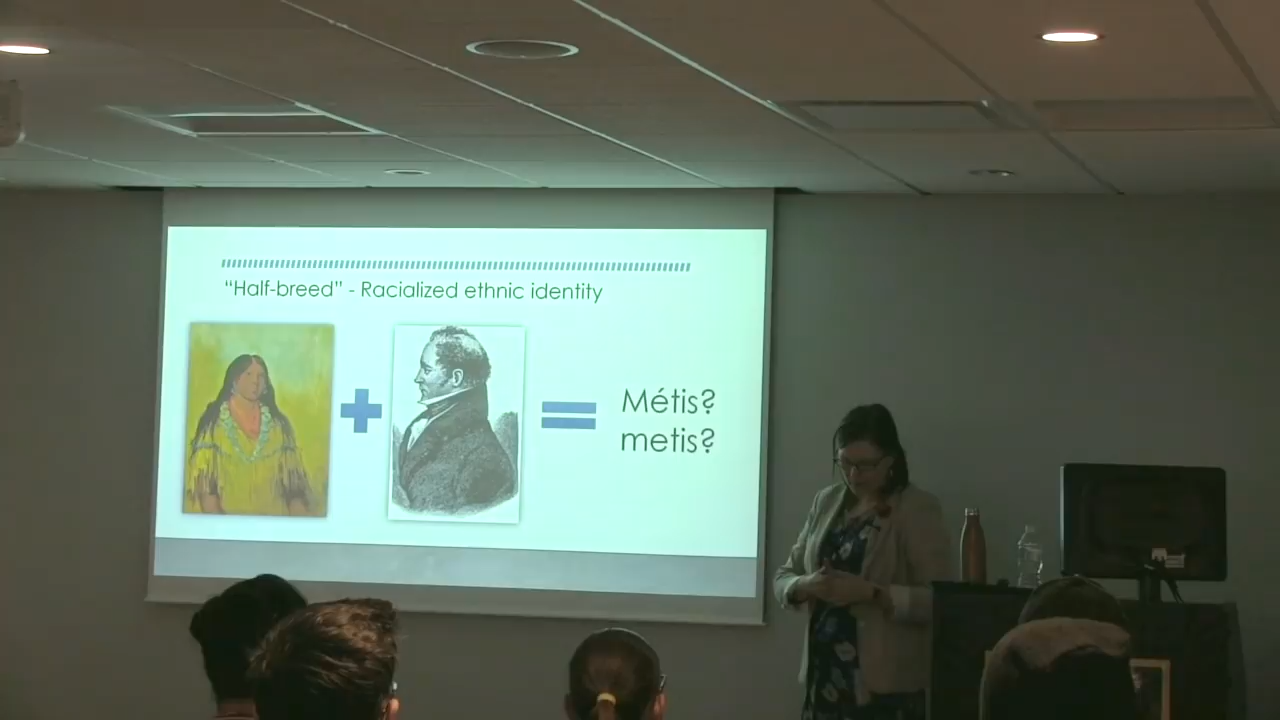 “Half-breed” - Racialized ethnic identity
Métis?
metis?